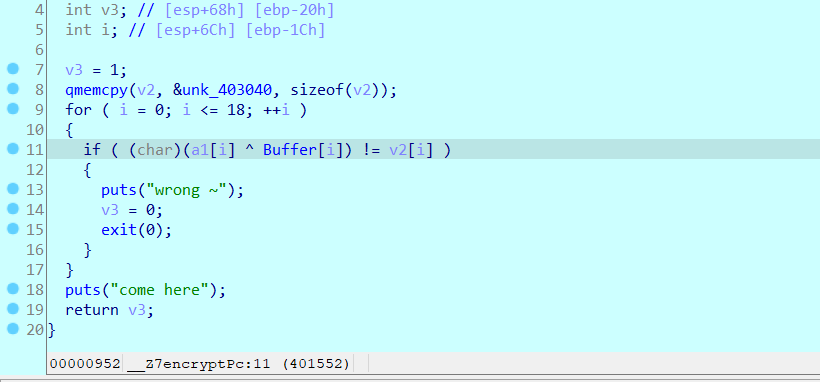 4 int v3; // [esp+68h] [ebp-20h]
5 int i; // [esp+6Ch] [ebp-1Ch]
6
7 v3 = 1;
8 qmemcpy(v2, &unk_403040, sizeof(v2));
9 for ( i = 0; i <= 18; ++i )
10 {
11 if ( (char)(a1[i] ^ Buffer[i]) != v2[i] )
12 {
13 puts("wrong ~");
14 v3 = 0;
15 exit(0);
16 }
17 }
18 puts("come here");
19 return v3;
20 }
00000952 __Z7encryptPc:11 (401552)